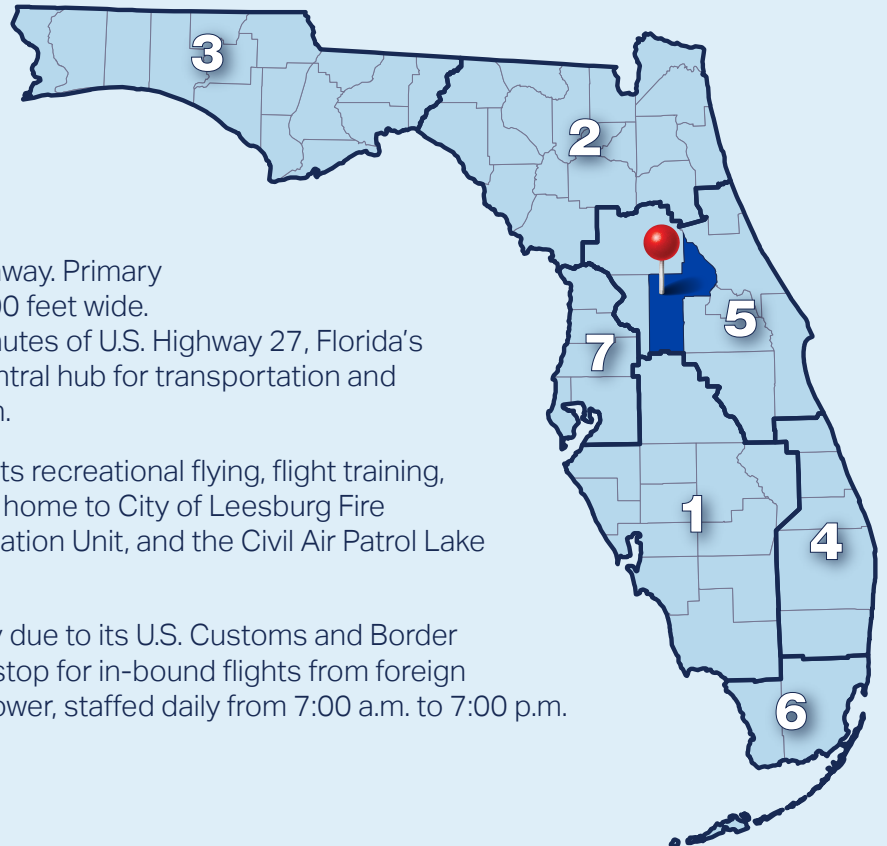 3
2
way. Primary
00 feet wide.
utes of U.S. Highway 27, Florida's
ntral hub for transportation and
n.
5
7
ts recreational flying, flight training,
home to City of Leesburg Fire
ation Unit, and the Civil Air Patrol Lake
1
4
y due to its U.S. Customs and Border
stop for in-bound flights from foreign
ower, staffed daily from 7:00 a.m. to 7:00 p.m.
6